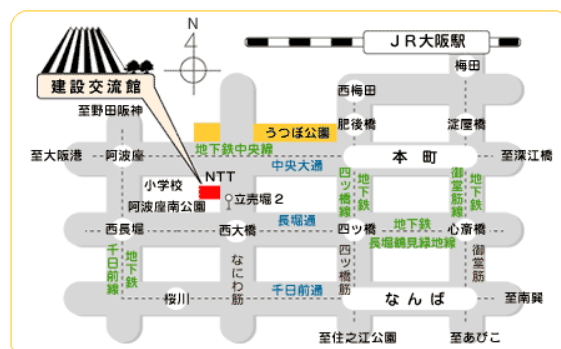 N
JR大阪駅
梅田
建設交流館
西梅田
至野田阪神
うつぼ公園
肥後橋
淀屋橋
地下鉄中央線
至大阪港
阿波座
中央大通
本町
至深江橋
NTT
小学校
阿波座南公園
立売堀2
四ツ橋線
地下鉄
御堂筋線
地下鉄
長堀通
地下鉄
西長堀
西大橋
四ツ橋
心斎橋
長堀鶴見緑地線
千日前線
地下鉄
なにわ筋
四ツ橋筋
御堂筋
桜川
千日前通
なんば
至南巽
至住之江公園
至あびこ